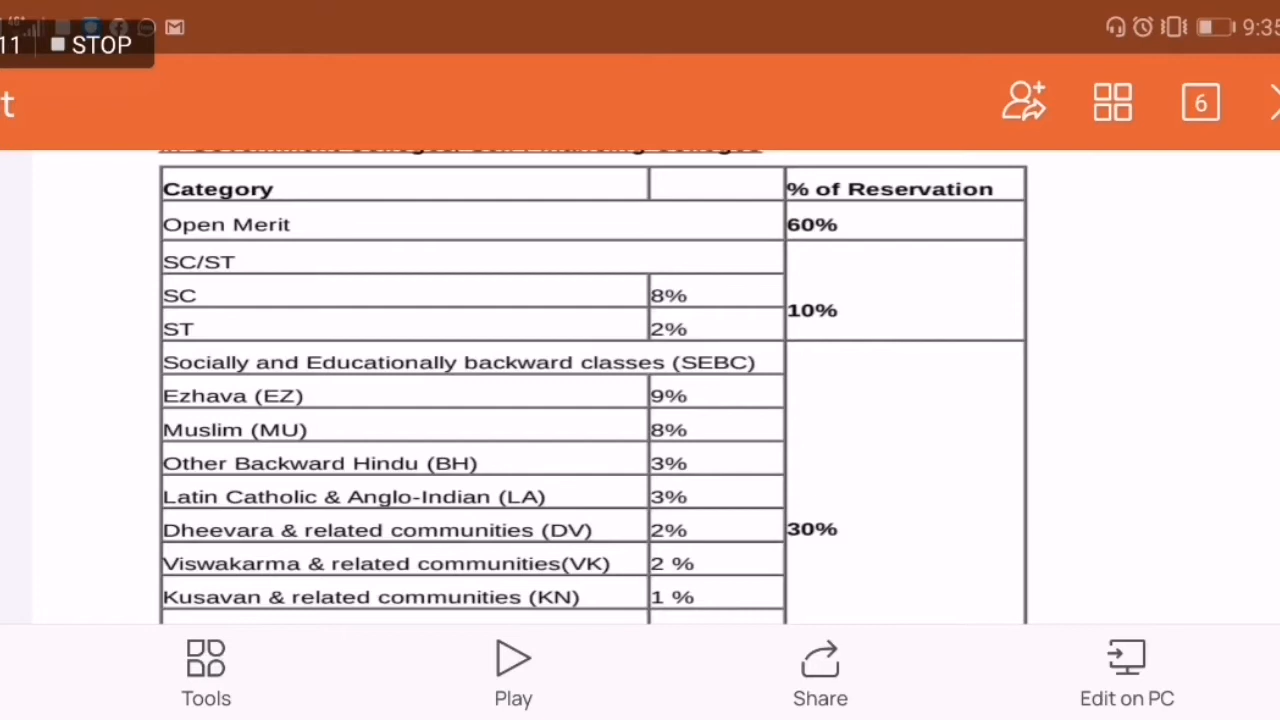 11 STOP
9:35
t
6
Category % of Reservation
Open Merit 60%
SC/ST
SC 8%
10%
ST 2%
Socially and Educationally backward classes (SEBC)
Ezhava (EZ) 9%
Muslim (MU) 8%
Other Backward Hindu (BH) 3%
Latin Catholic & Anglo-Indian (LA) 3%
Dheevara & related communities (DV) 2% 30%
Viswakarma & related communities(VK) 2 %
Kusavan & related communities (KN) 1 %
Tools Play Share Edit on PC